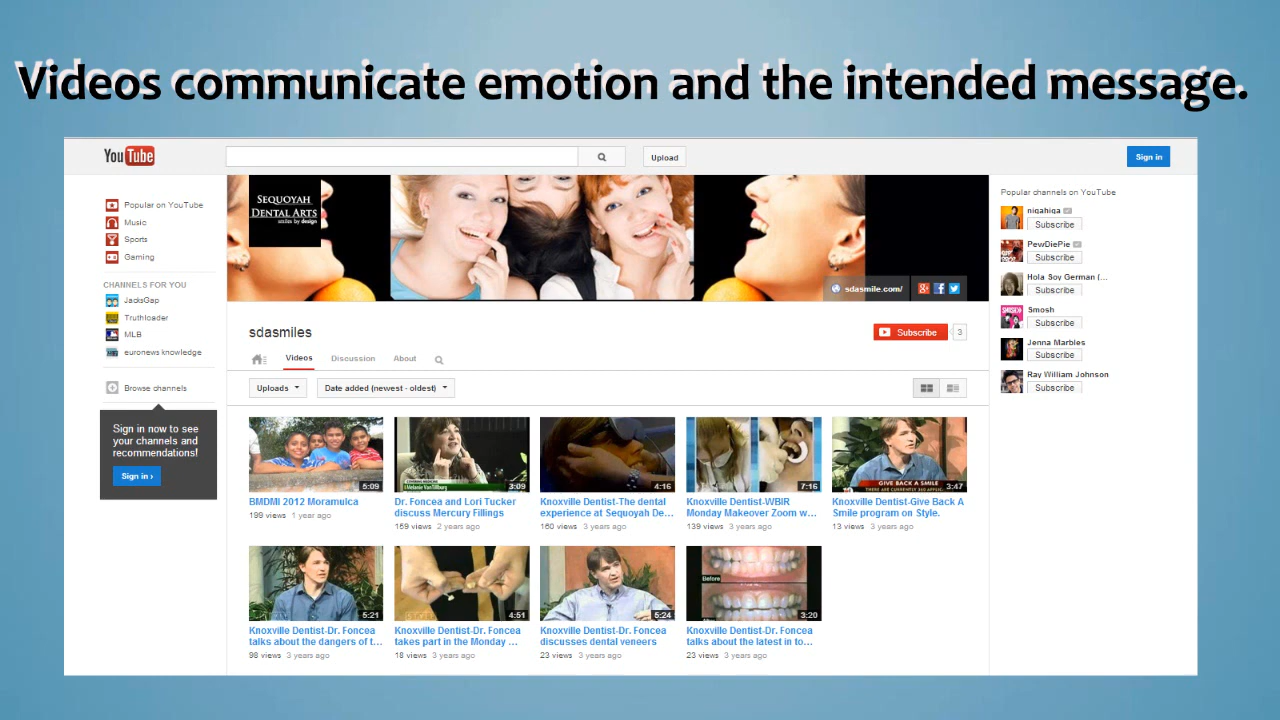 Videos communicate emotion and the intended message.
YouTube
Upload
Sign in
Popular on YouTube
Music
Sports
Gaming
CHANNELS FOR YOU
JacksGap
Truthloader
MLB
euronews knowledge
Browse channels
Sign in now to see
your channels and
recommendations!
Sign in ›
SEQUOYAH
DENTAL ARTS
smiles by design
sdasmile.com/
sdasmiles
Subscribe 3
Videos Discussion About
Uploads Date added (newest - oldest)
5:09
BMDMI 2012 Moramulca
199 views 1 year ago
3:09
Dr. Foncea and Lori Tucker
discuss Mercury Fillings
159 views 2 years ago
4:16
Knoxville Dentist-The dental
experience at Sequoyah De...
160 views 3 years ago
7:16
Knoxville Dentist-WBIR
Monday Makeover Zoom w...
139 views 3 years ago
GIVE BACK A SMILE
3:47
Knoxville Dentist-Give Back A
Smile program on Style.
13 views 3 years ago
5:21
Knoxville Dentist-Dr. Foncea
talks about the dangers of t...
98 views 3 years ago
4:51
Knoxville Dentist-Dr. Foncea
takes part in the Monday ...
18 views 3 years ago
5:24
Knoxville Dentist-Dr. Foncea
discusses dental veneers
23 views 3 years ago
Before
3:20
Knoxville Dentist-Dr. Foncea
talks about the latest in to...
23 views 3 years ago
Popular channels on YouTube
nigahiga
Subscribe
PewDiePie
Subscribe
Hola Soy German (...
Subscribe
Smosh
Subscribe
Jenna Marbles
Subscribe
Ray William Johnson
Subscribe